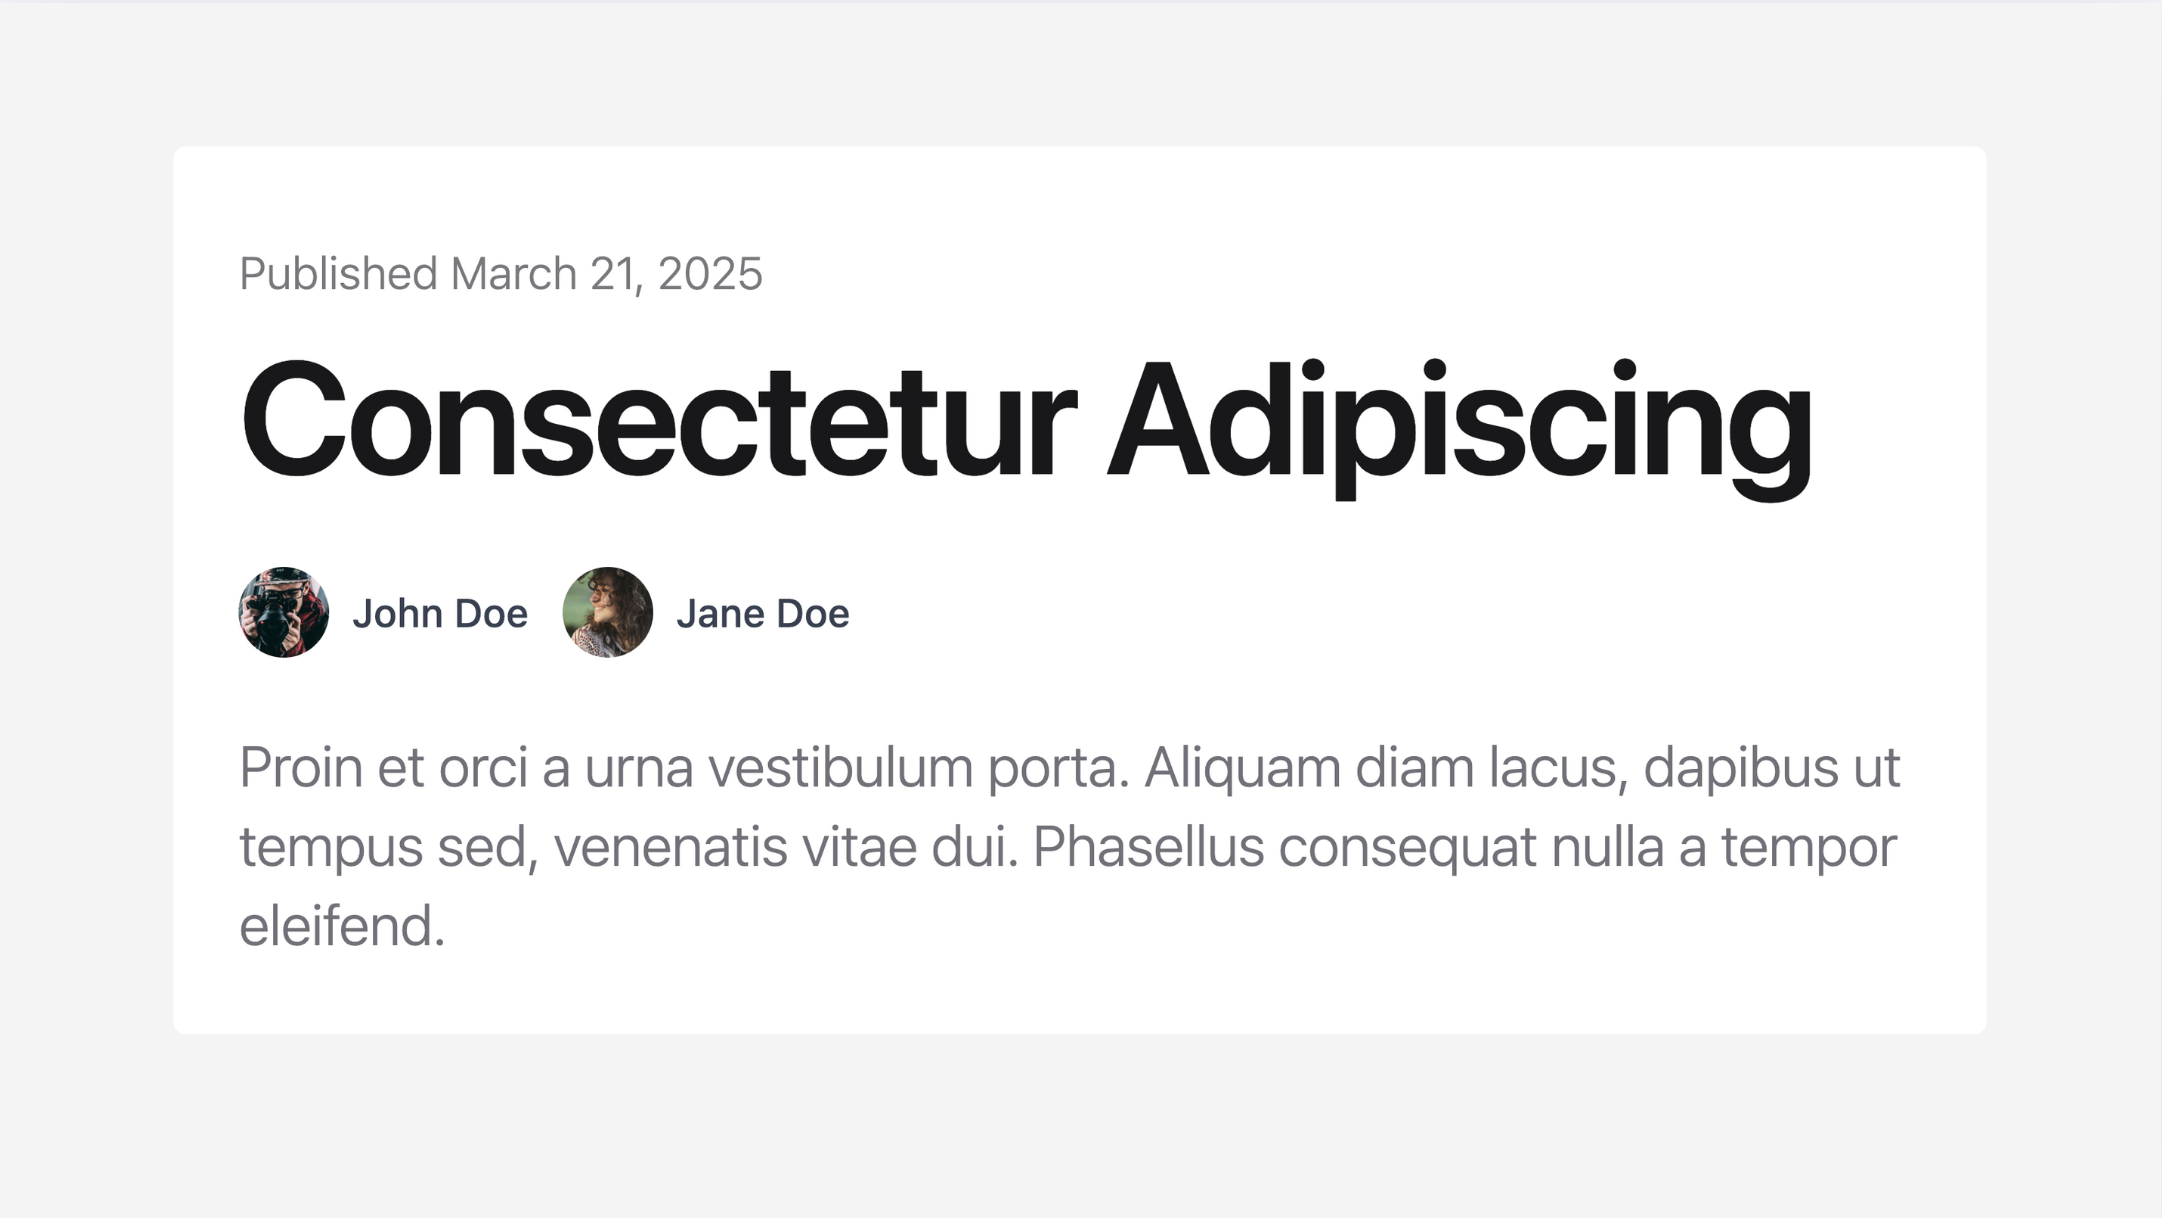 Published March 21, 2025
Consectetur Adipiscing
John Doe Jane Doe
Proin et orci a urna vestibulum porta. Aliquam diam lacus, dapibus ut
tempus sed, venenatis vitae dui. Phasellus consequat nulla a tempor
eleifend.